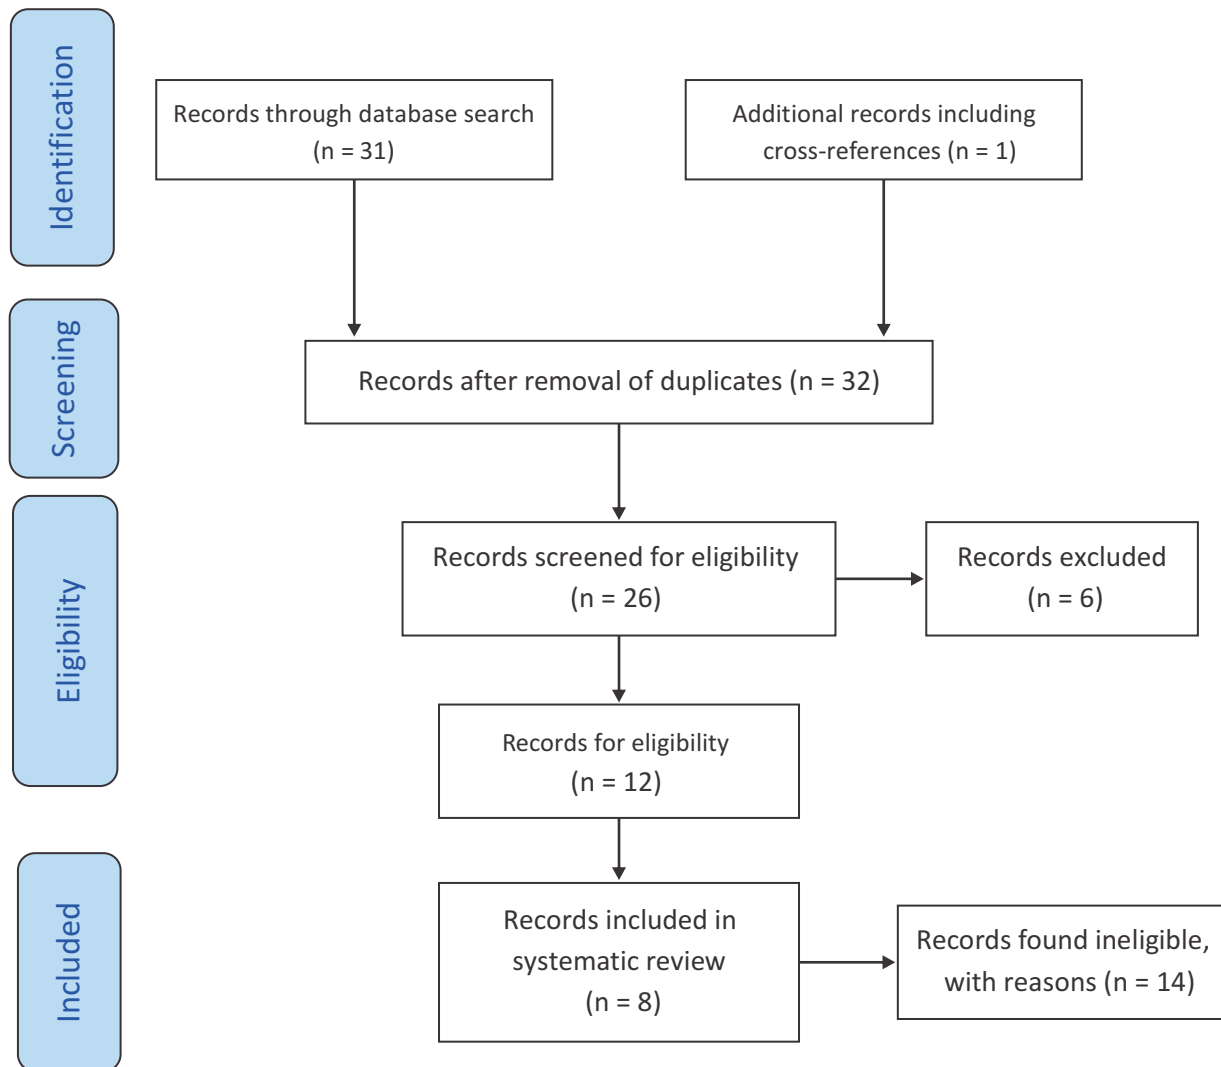 Identification
Records through database search
(n = 31)
Additional records including
cross-references (n = 1)
Screening
Records after removal of duplicates (n = 32)
Eligibility
Records screened for eligibility
(n = 26)
Records excluded
(n = 6)
Records for eligibility
(n = 12)
Included
Records included in
systematic review
(n = 8)
Records found ineligible,
with reasons (n = 14)